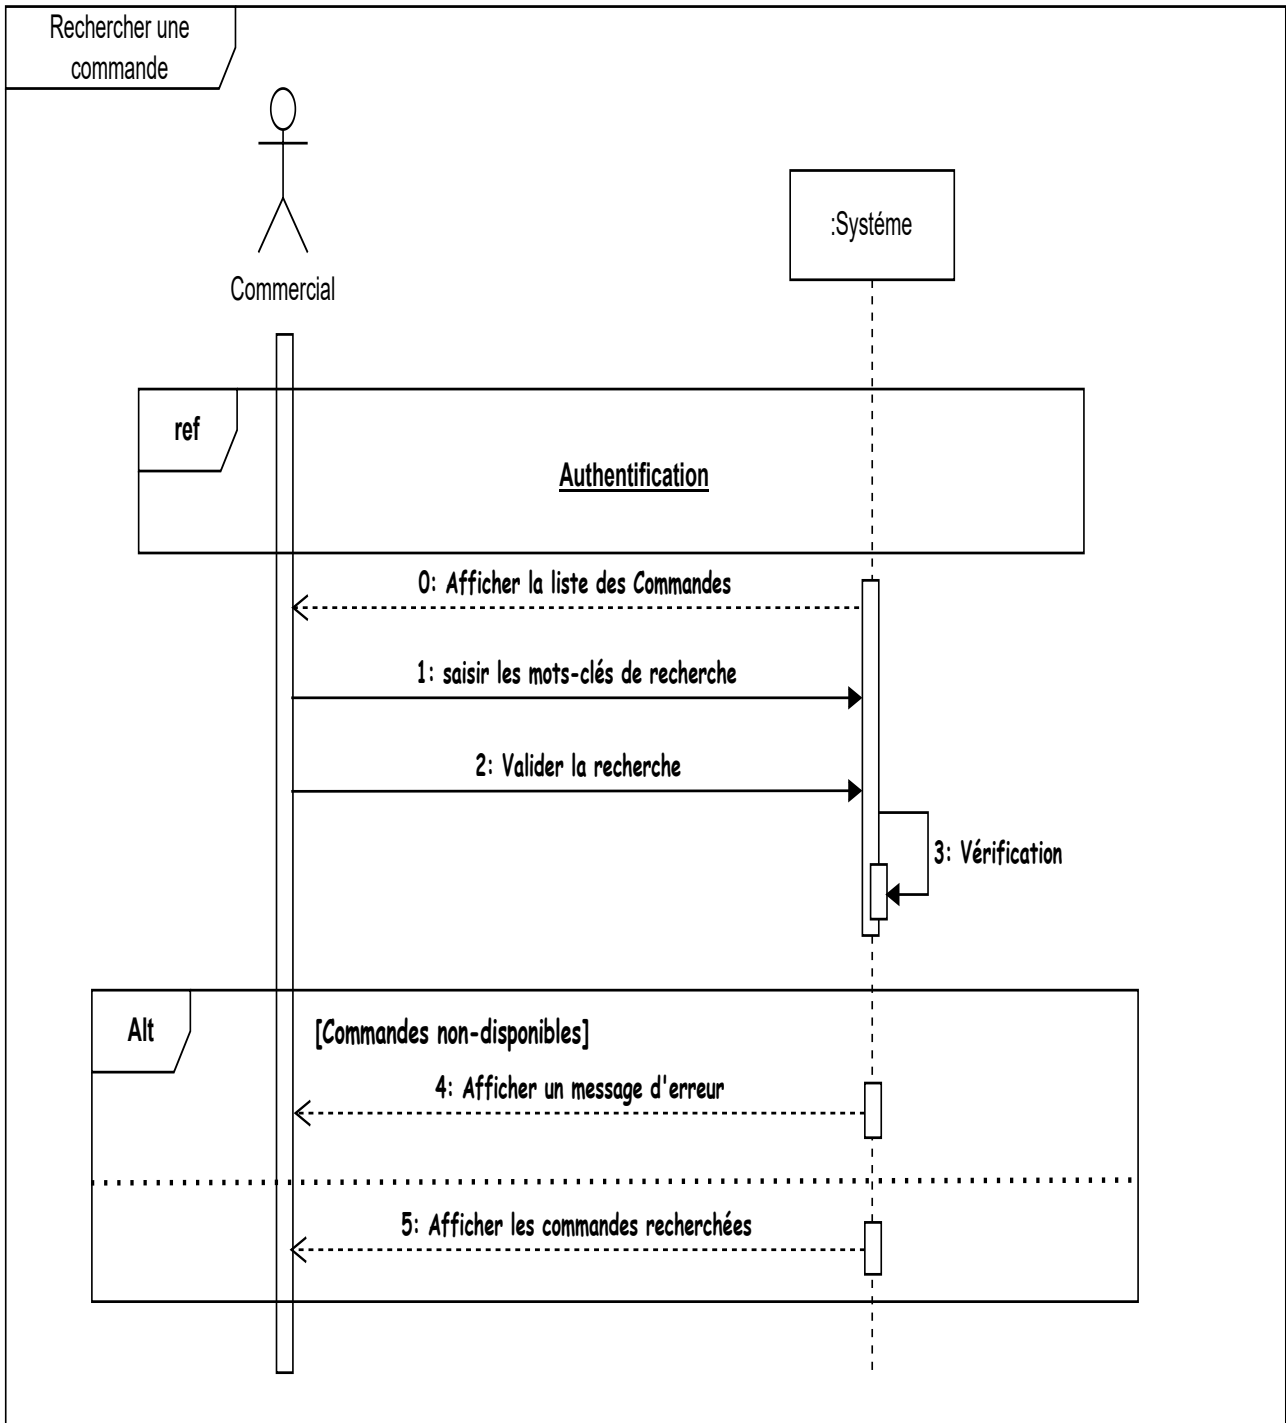 Rechercher une
commande
:Systéme
Commercial
ref
Authentification
0: Afficher la liste des Commandes
1: saisir les mots-clés de recherche
2: Valider la recherche
3: Vérification
Alt
[Commandes non-disponibles]
4: Afficher un message d'erreur
5: Afficher les commandes recherchées